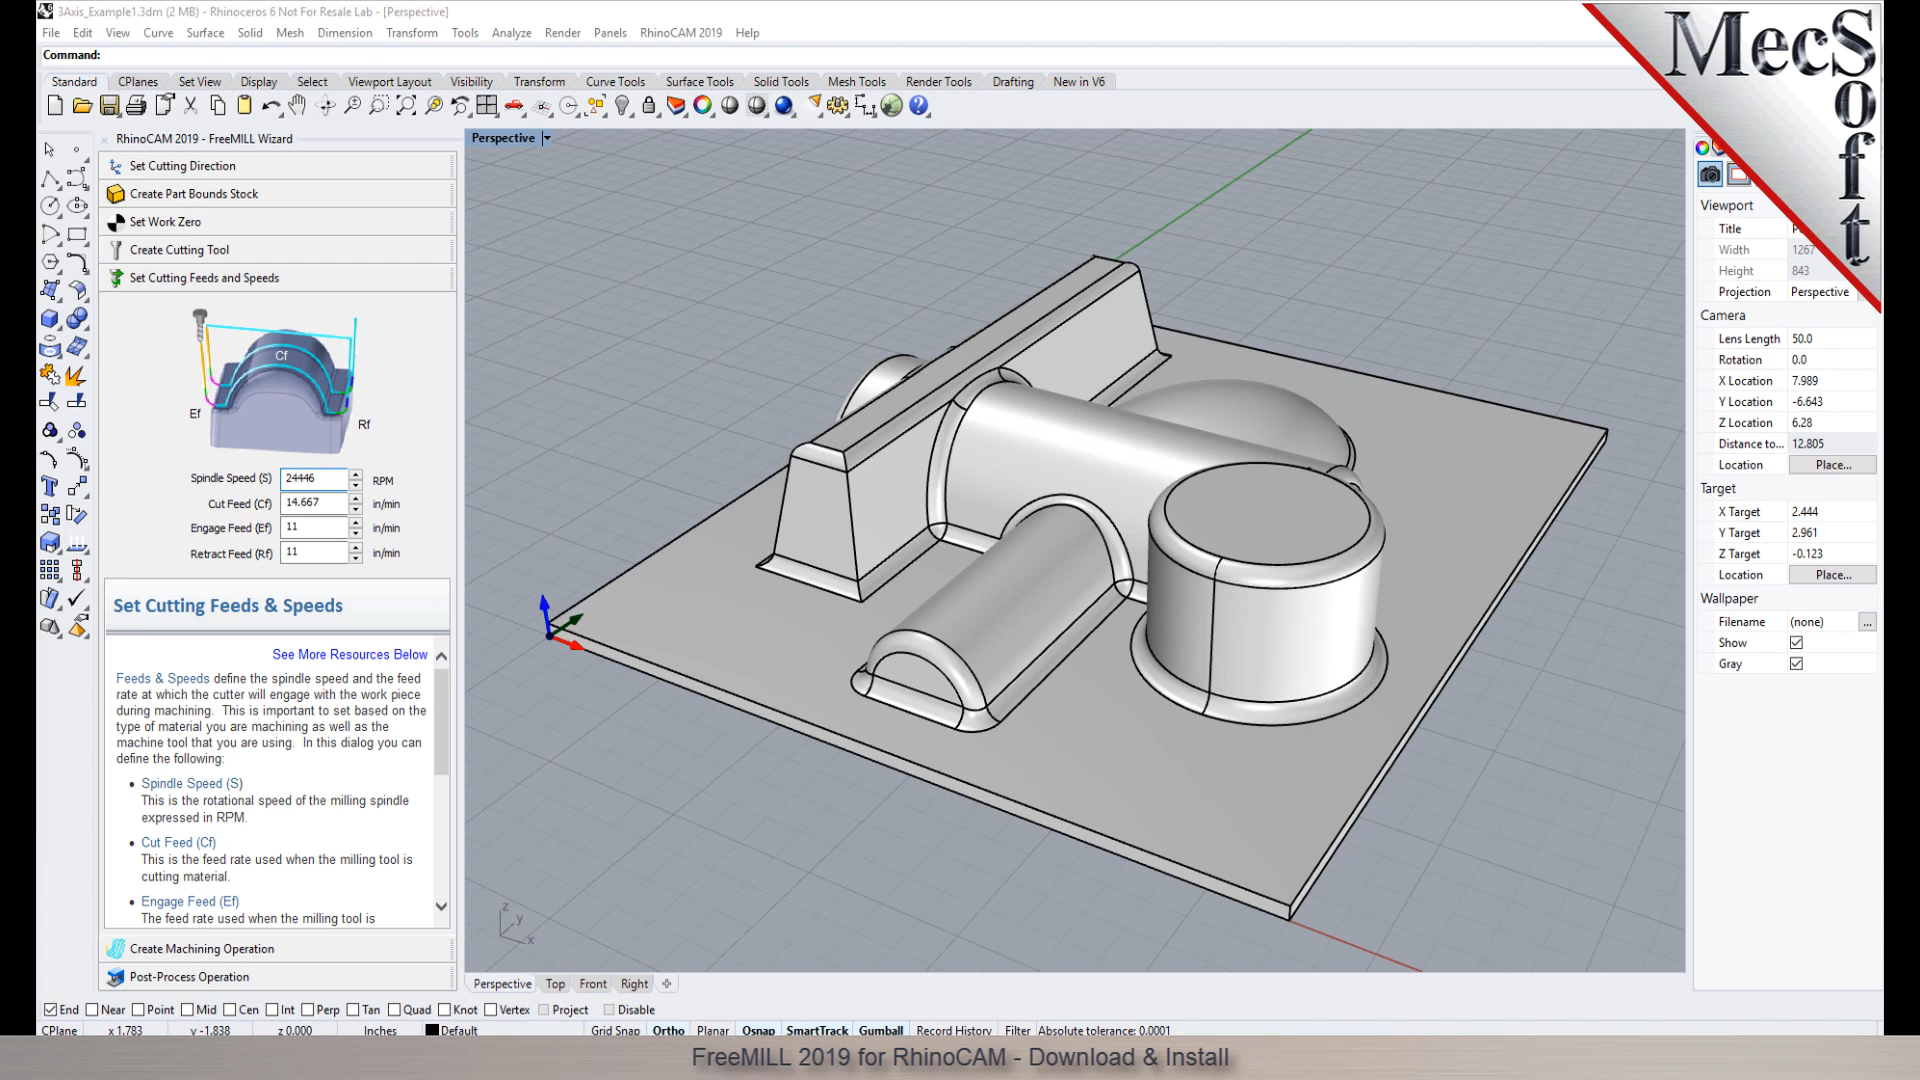 3Axis_Example1.3dm (2 MB) - Rhinoceros 6 Not For Resale Lab - [Perspective]
File Edit View Curve Surface Solid Mesh Dimension Transform Tools Analyze Render Panels RhinoCAM 2019 Help
Command:
Standard CPlanes Set View Display Select Viewport Layout Visibility Transform Curve Tools Surface Tools Solid Tools Mesh Tools Render Tools Drafting New in V6
MecSoft
RhinoCAM 2019 - FreeMILL Wizard
Set Cutting Direction
Create Part Bounds Stock
Set Work Zero
Create Cutting Tool
Set Cutting Feeds and Speeds
Cf
Ef
Rf
Spindle Speed (S) 24446 RPM
Cut Feed (Cf) 14.667 in/min
Engage Feed (Ef) 11 in/min
Retract Feed (Rf) 11 in/min
Set Cutting Feeds & Speeds
See More Resources Below
Feeds & Speeds define the spindle speed and the feed
rate at which the cutter will engage with the work piece
during machining. This is important to set based on the
type of material you are machining as well as the
machine tool that you are using. In this dialog you can
define the following:
• Spindle Speed (S)
This is the rotational speed of the milling spindle
expressed in RPM.
• Cut Feed (Cf)
This is the feed rate used when the milling tool is
cutting material.
• Engage Feed (Ef)
The feed rate used when the milling tool is
Create Machining Operation
Post-Process Operation
Perspective
z
y
x
Perspective Top Front Right
Viewport
Title
Width 1267
Height 843
Projection Perspective
Camera
Lens Length 50.0
Rotation 0.0
X Location 7.989
Y Location -6.643
Z Location 6.28
Distance to... 12.805
Location Place...
Target
X Target 2.444
Y Target 2.961
Z Target -0.123
Location Place...
Wallpaper
Filename (none) ...
Show
Gray
End Near Point Mid Cen Int Perp Tan Quad Knot Vertex Project Disable
CPlane x 1.783 y -1.838 z 0.000 Inches Default Grid Snap Ortho Planar Osnap SmartTrack Gumball Record History Filter Absolute tolerance: 0.0001
FreeMILL 2019 for RhinoCAM - Download & Install